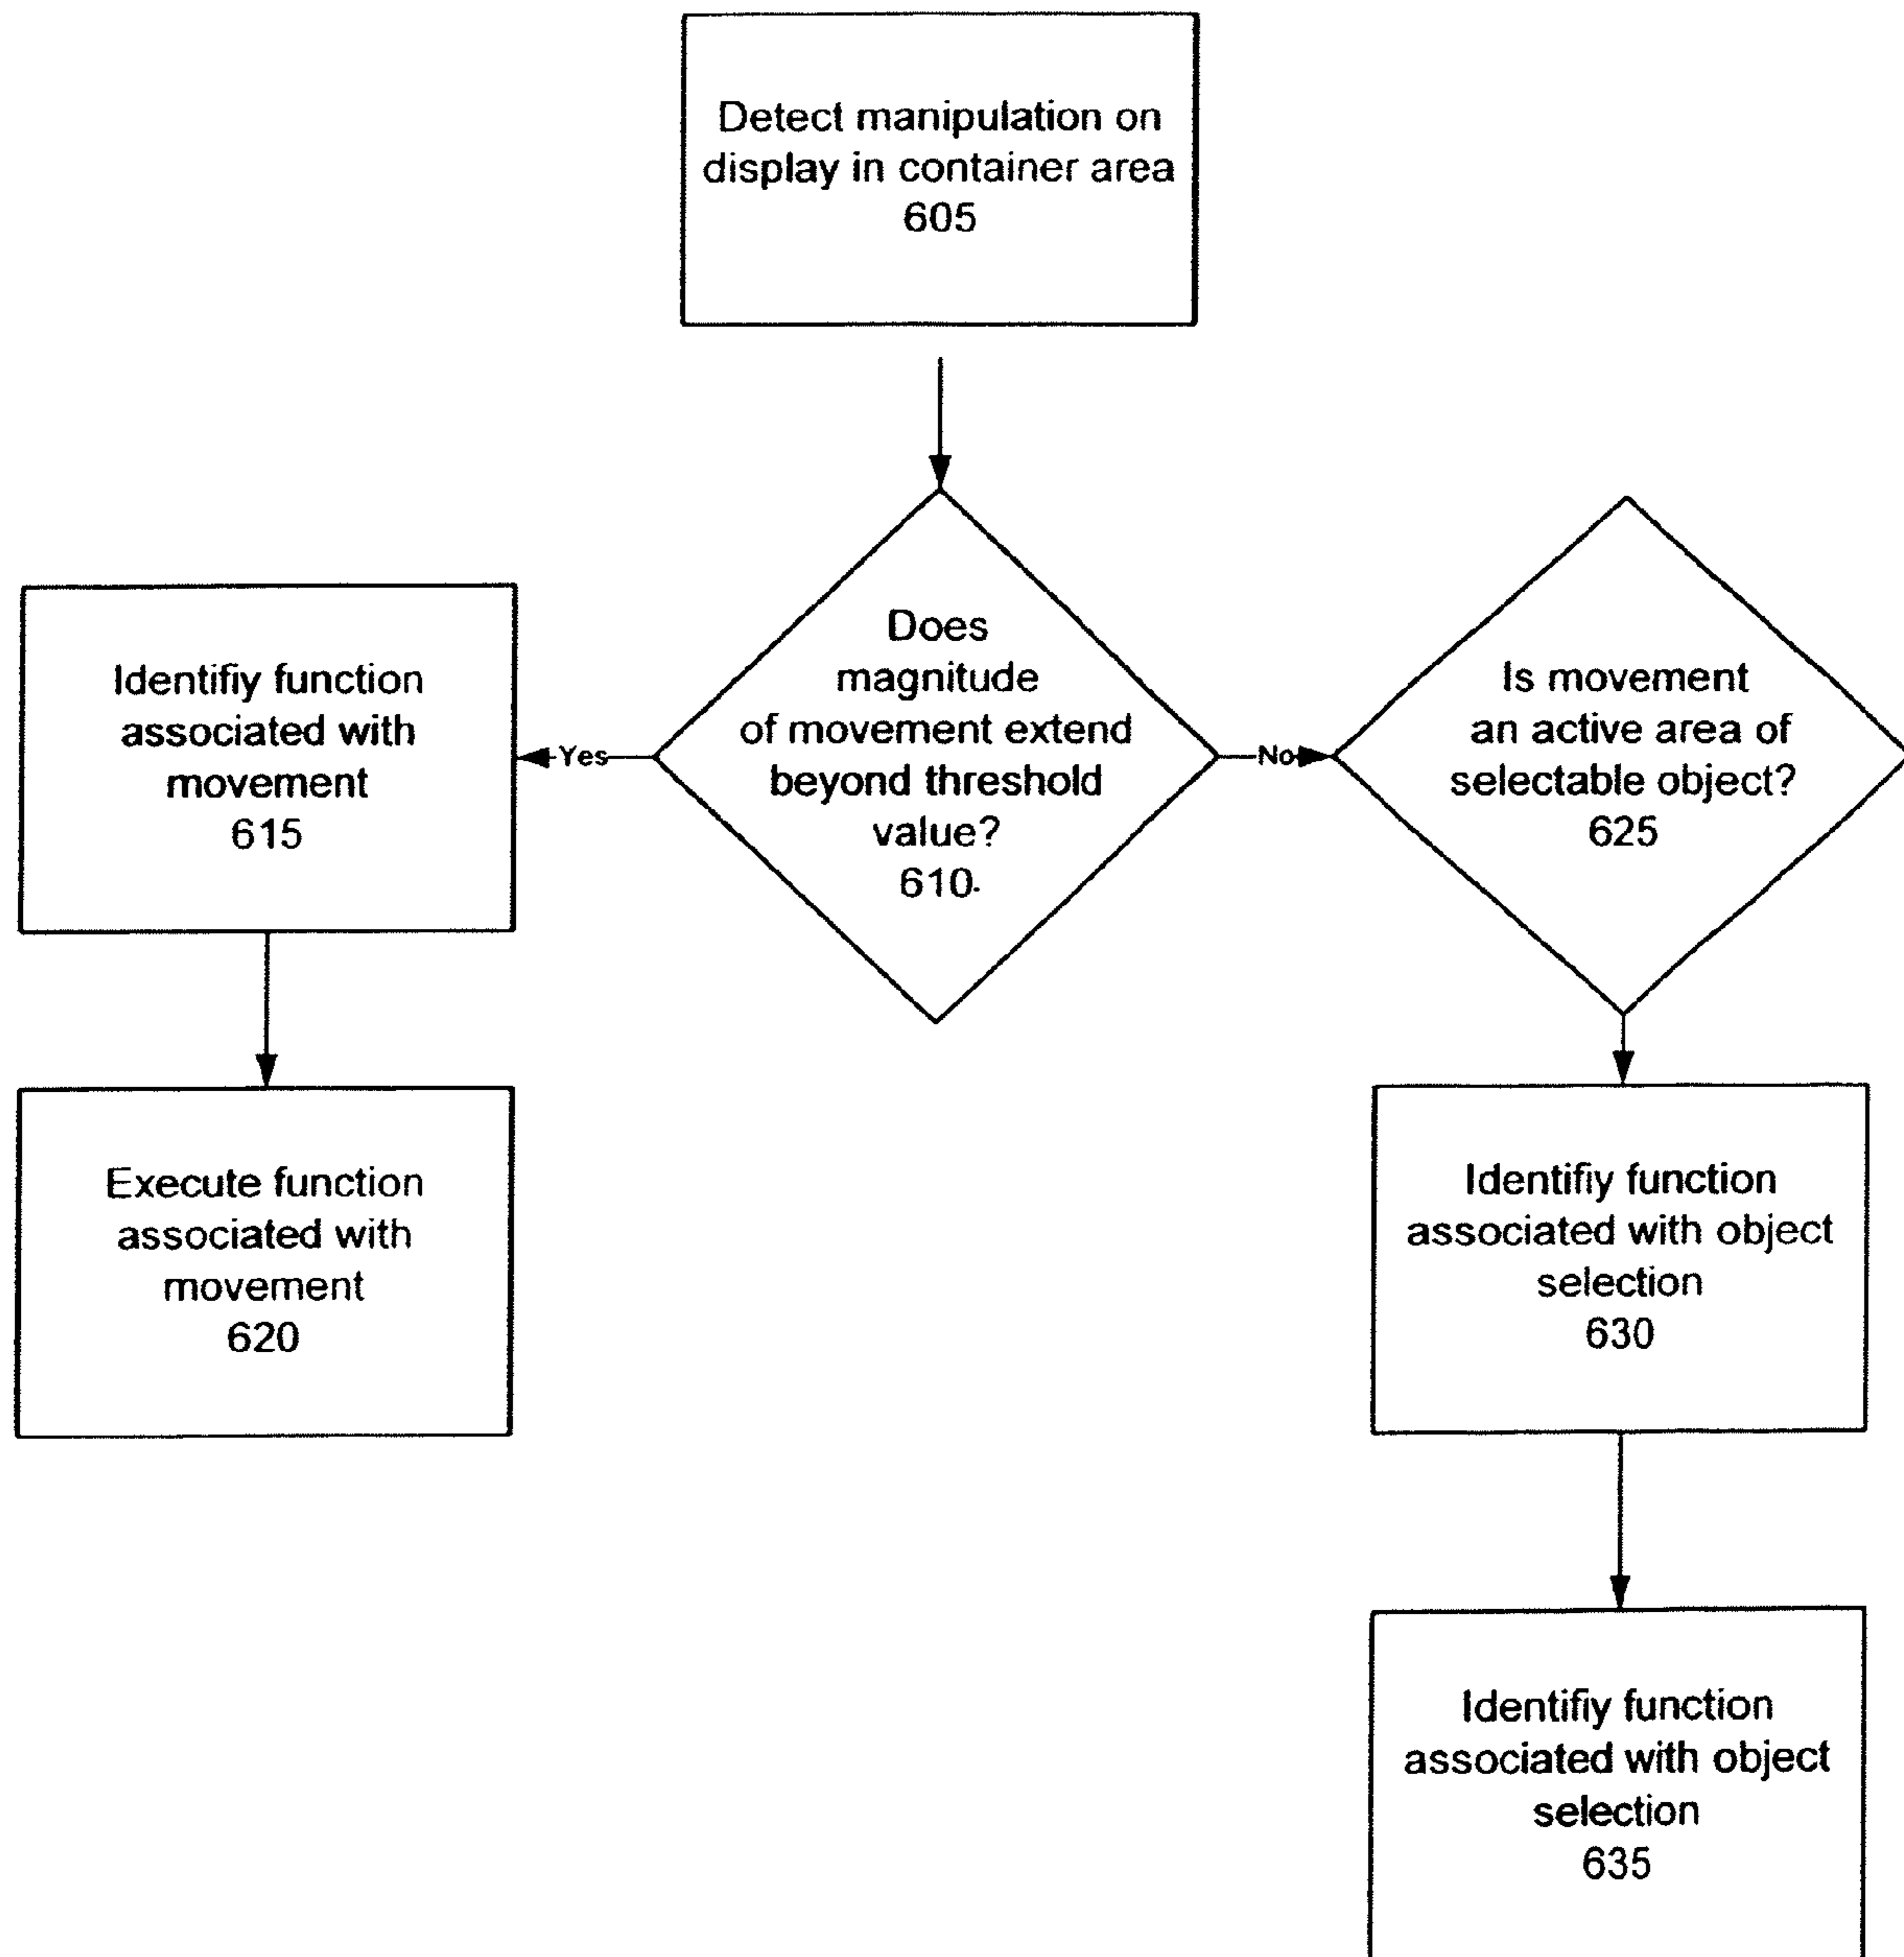 Detect manipulation on
display in container area
605
Does
magnitude
of movement extend
beyond threshold
value?
610.
Yes
No
Identifiy function
associated with
movement
615
Execute function
associated with
movement
620
Is movement
an active area of
selectable object?
625
Identifiy function
associated with object
selection
630
Identifiy function
associated with object
selection
635